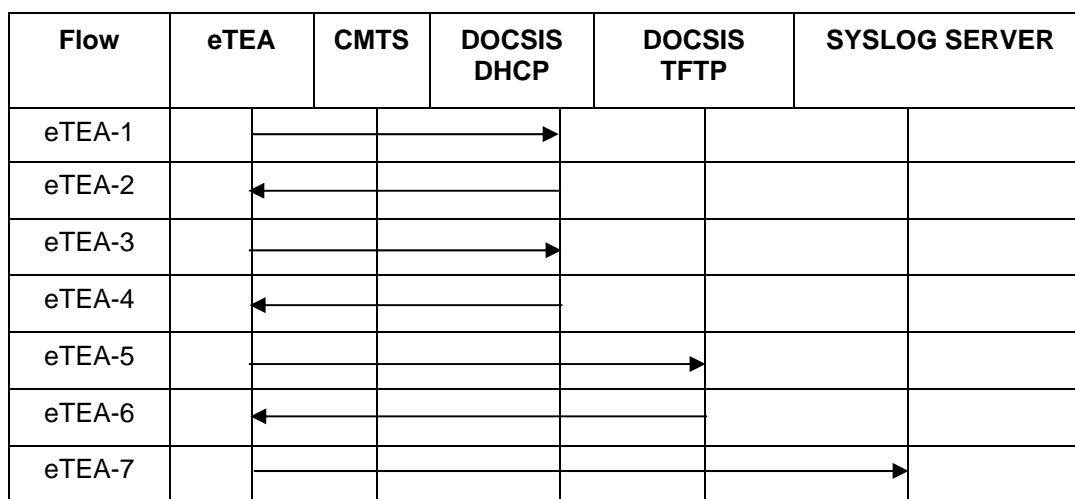 Flow eTEA CMTS DOCSIS DOCSIS SYSLOG SERVER
DHCP TFTP
eTEA-1
eTEA-2
eTEA-3
eTEA-4
eTEA-5
eTEA-6
eTEA-7